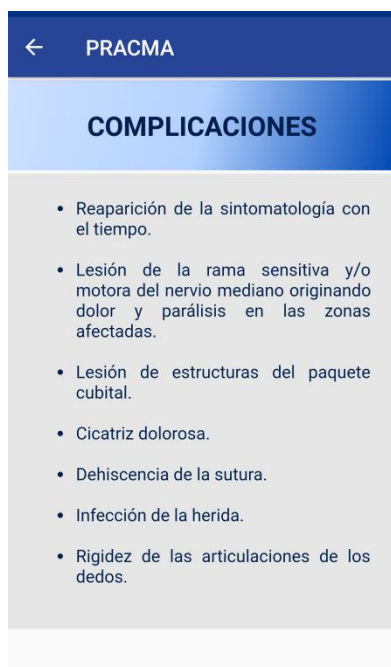 ← PRACMA
COMPLICACIONES
• Reaparición de la sintomatología con
el tiempo.
• Lesión de la rama sensitiva y/o
motora del nervio mediano originando
dolor y parálisis en las zonas
afectadas.
• Lesión de estructuras del paquete
cubital.
• Cicatriz dolorosa.
• Dehiscencia de la sutura.
• Infección de la herida.
• Rigidez de las articulaciones de los
dedos.